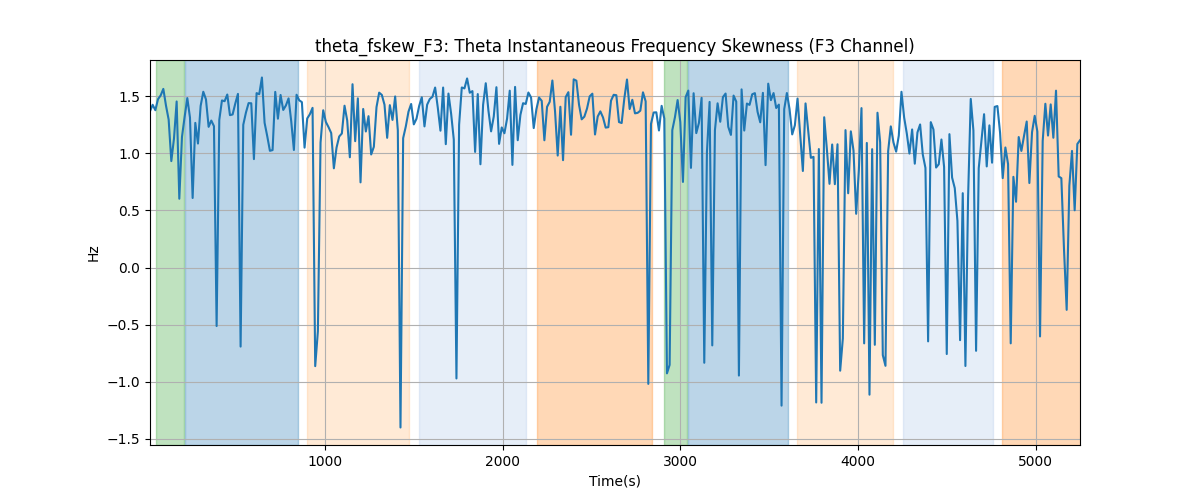 theta_fskew_F3: Theta Instantaneous Frequency Skewness (F3 Channel)
Hz
1.5
1.0
0.5
0.0
−0.5
−1.0
−1.5
1000 2000 3000 4000 5000
Time(s)